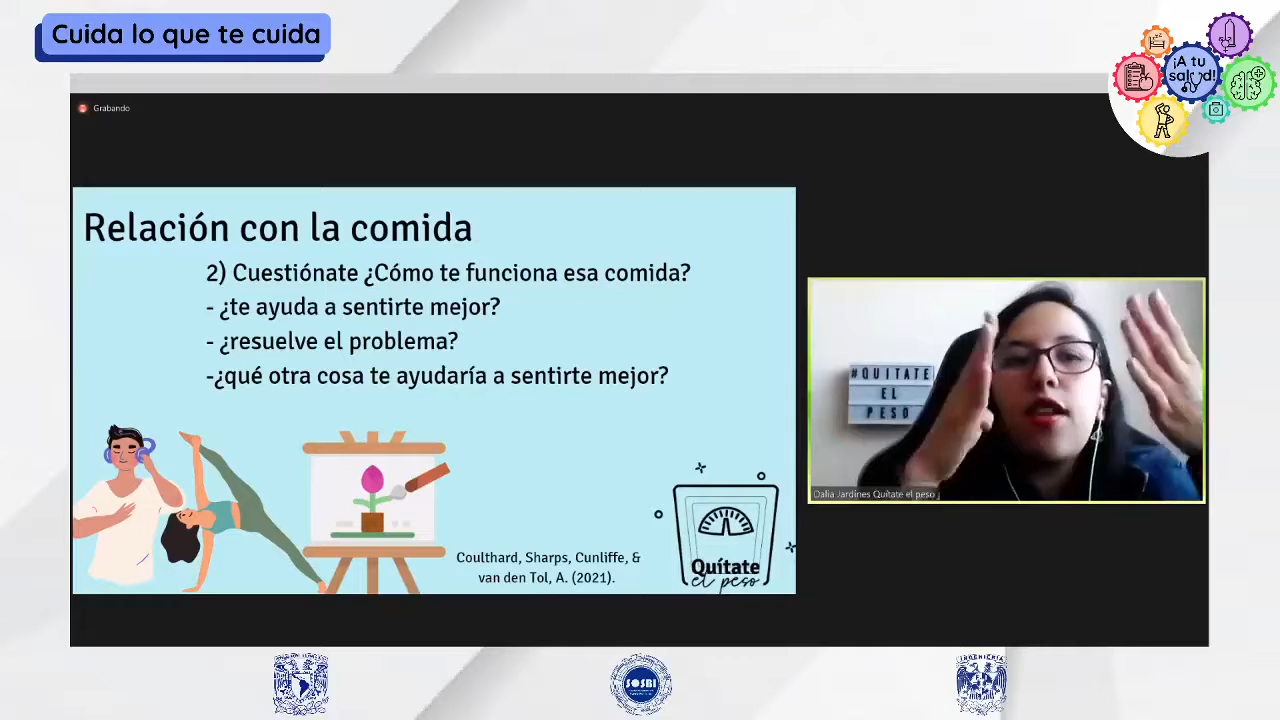 Cuida lo que te cuida
¡A tu
salud!
Grabando
Relación con la comida
2) Cuestiónate ¿Cómo te funciona esa comida?
- ¿te ayuda a sentirte mejor?
- ¿resuelve el problema?
-¿qué otra cosa te ayudaría a sentirte mejor?
Coulthard, Sharps, Cunliffe, &
van den Tol, A. (2021).
Quítate
el peso
#QUITATE
EL
PESO
Dalia Jardines Quítate el peso
SOSBI
INGENIERIA